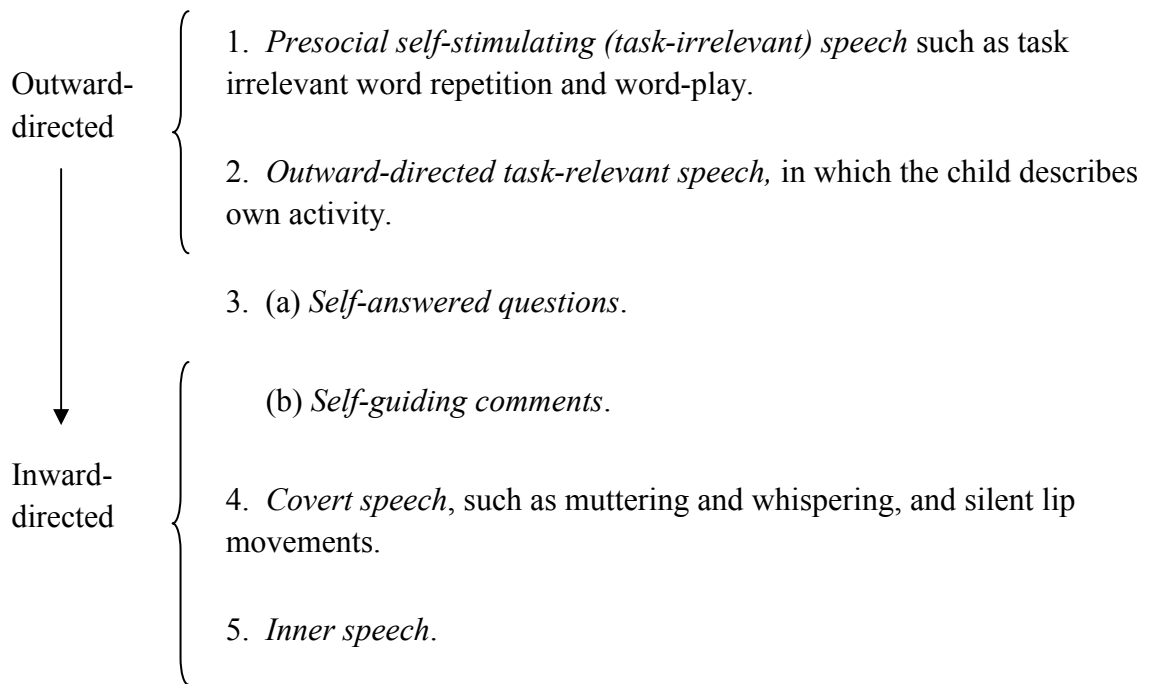 1. Presocial self-stimulating (task-irrelevant) speech such as task
irrelevant word repetition and word-play.
Outward-
directed
2. Outward-directed task-relevant speech, in which the child describes
own activity.
3. (a) Self-answered questions.
(b) Self-guiding comments.
Inward-
directed
4. Covert speech, such as muttering and whispering, and silent lip
movements.
5. Inner speech.